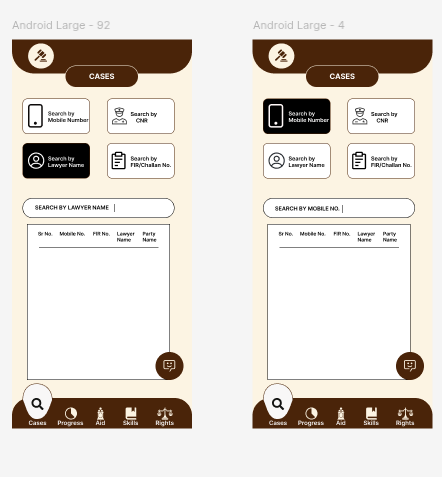 Android Large - 92
CASES
Search by
Mobile Number
Search by
CNR
Search by
Lawyer Name
Search by
FIR/Challan No.
SEARCH BY LAWYER NAME
Sr No. Mobile No. FIR No. Lawyer Name Party Name
Cases Progress Aid Skills Rights
Android Large - 4
CASES
Search by
Mobile Number
Search by
CNR
Search by
Lawyer Name
Search by
FIR/Challan No.
SEARCH BY MOBILE NO.
Sr No. Mobile No. FIR No. Lawyer Name Party Name
Cases Progress Aid Skills Rights